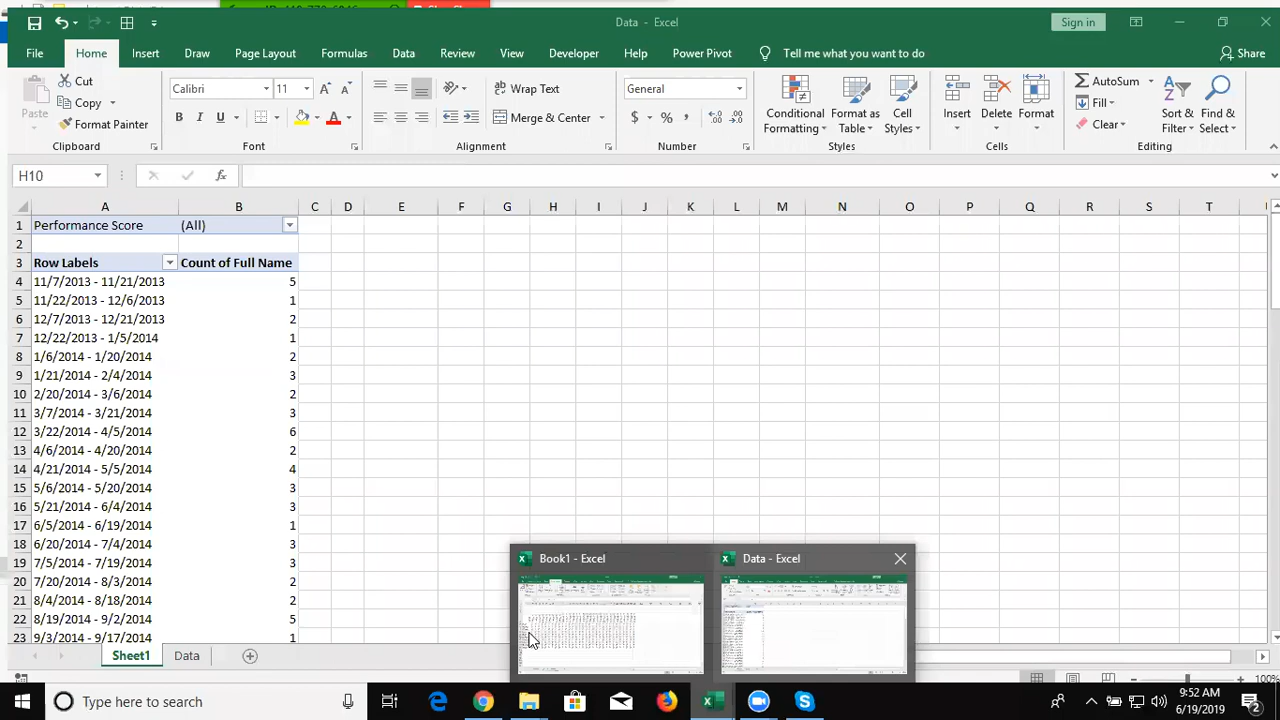 Data - Excel
Sign in
File Home Insert Draw Page Layout Formulas Data Review View Developer Help Power Pivot Tell me what you want to do Share
Paste
Cut
Copy
Format Painter
Clipboard
Calibri 11
B I U
Font
Wrap Text
Merge & Center
Alignment
General
$ % ,
Number
Conditional Formatting
Format as Table
Cell Styles
Styles
Insert
Delete
Format
Cells
AutoSum
Fill
Clear
Sort & Filter
Find & Select
Editing
H10
fx
A B C D E F G H I J K L M N O P Q R S T
1 Performance Score (All)
2
3 Row Labels Count of Full Name
4 11/7/2013 - 11/21/2013 5
5 11/22/2013 - 12/6/2013 1
6 12/7/2013 - 12/21/2013 2
7 12/22/2013 - 1/5/2014 1
8 1/6/2014 - 1/20/2014 2
9 1/21/2014 - 2/4/2014 3
10 2/20/2014 - 3/6/2014 2
11 3/7/2014 - 3/21/2014 3
12 3/22/2014 - 4/5/2014 6
13 4/6/2014 - 4/20/2014 2
14 4/21/2014 - 5/5/2014 4
15 5/6/2014 - 5/20/2014 3
16 5/21/2014 - 6/4/2014 3
17 6/5/2014 - 6/19/2014 1
18 6/20/2014 - 7/4/2014 3
19 7/5/2014 - 7/19/2014 3
20 7/20/2014 - 8/3/2014 2
21 8/4/2014 - 8/18/2014 2
22 8/19/2014 - 9/2/2014 5
23 9/3/2014 - 9/17/2014 1
Book1 - Excel
Data - Excel
Sheet1 Data
100%
Type here to search
9:52 AM
6/19/2019
2